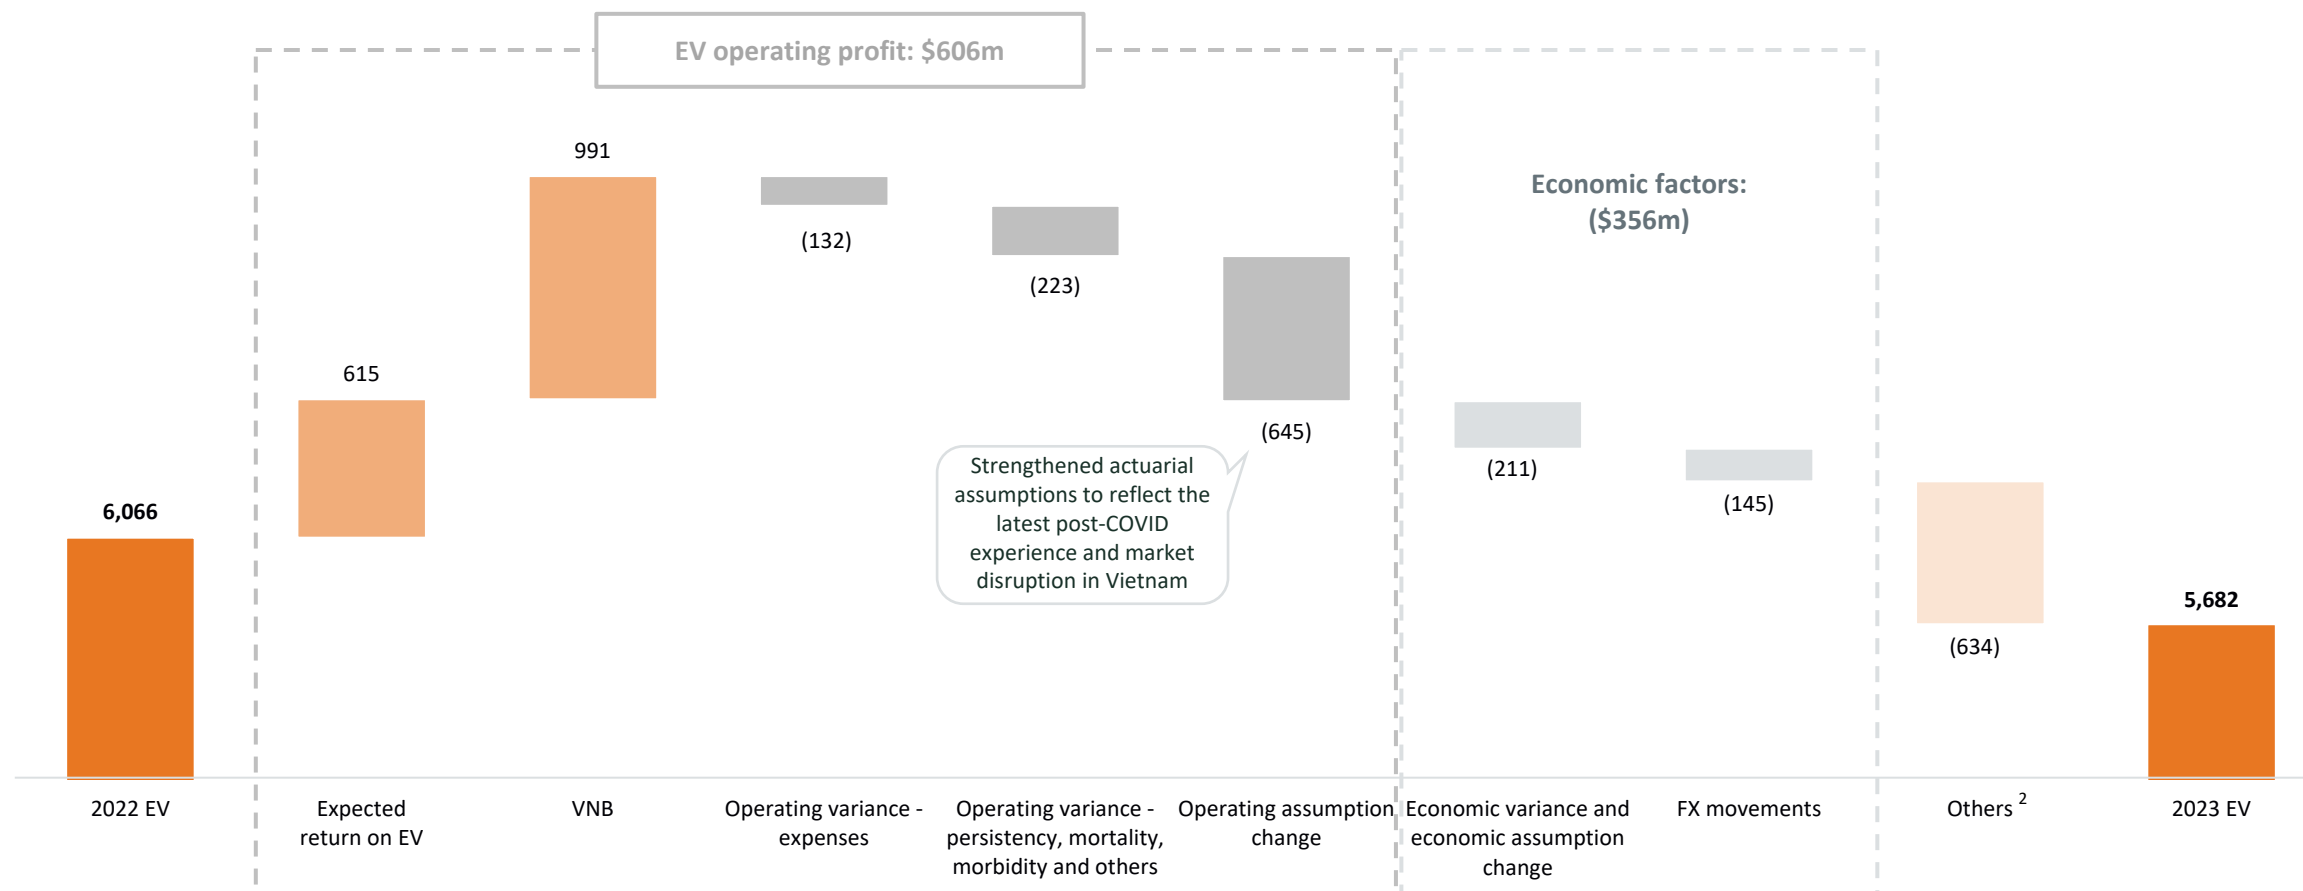 EV operating profit: $606m
991
Economic factors:
($356m)
(132)
(223)
615
(645)
Strengthened actuarial
assumptions to reflect the
latest post-COVID
experience and market
disruption in Vietnam
(211)
(145)
6,066
5,682
(634)
2022 EV
Expected
return on EV
VNB
Operating variance -
expenses
Operating variance -
persistency, mortality,
morbidity and others
Operating assumption
change
Economic variance and
economic assumption
change
FX movements
Others 2
2023 EV